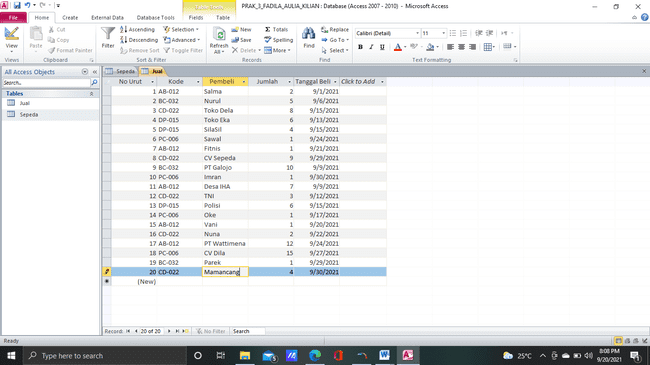 PRAK_3_FADILA_AULIA_KILIAN : Database (Access 2007 - 2010) - Microsoft Access
File Home Create External Data Database Tools Fields Table
View Paste Cut Copy Format Painter Filter Ascending Descending Remove Sort Selection Advanced Toggle Filter Refresh All New Save Delete Totals Spelling More Find Replace Go To Select Calibri (Detail) 11
Views Clipboard Sort & Filter Records Find Text Formatting
All Access Objects
Search...
Tables
Jual
Sepeda
Sepeda Jual
No Urut Kode Pembeli Jumlah Tanggal Beli Click to Add
1 AB-012 Salma 2 9/1/2021
2 BC-032 Nurul 5 9/6/2021
3 CD-022 Toko Dela 8 9/15/2021
4 DP-015 Toko Eka 6 9/13/2021
5 DP-015 SilaSil 4 9/15/2021
6 PC-006 Sawal 1 9/24/2021
7 AB-012 Fitnis 1 9/21/2021
8 CD-022 CV Sepeda 9 9/29/2021
9 BC-032 PT Galojo 10 9/9/2021
10 PC-006 Imran 1 9/30/2021
11 AB-012 Desa IHA 7 9/9/2021
12 CD-022 TNI 3 9/12/2021
13 DP-015 Polisi 6 9/15/2021
14 PC-006 Oke 1 9/17/2021
15 AB-012 Vani 1 9/20/2021
16 CD-022 Nuna 2 9/22/2021
17 AB-012 PT Wattimena 12 9/24/2021
18 PC-006 CV Dila 15 9/27/2021
19 BC-032 Parek 1 9/29/2021
20 CD-022 Mamancang 4 9/30/2021
(New)
Record: 20 of 20 No Filter Search
Ready
Type here to search
25°C
8:08 PM
9/20/2021